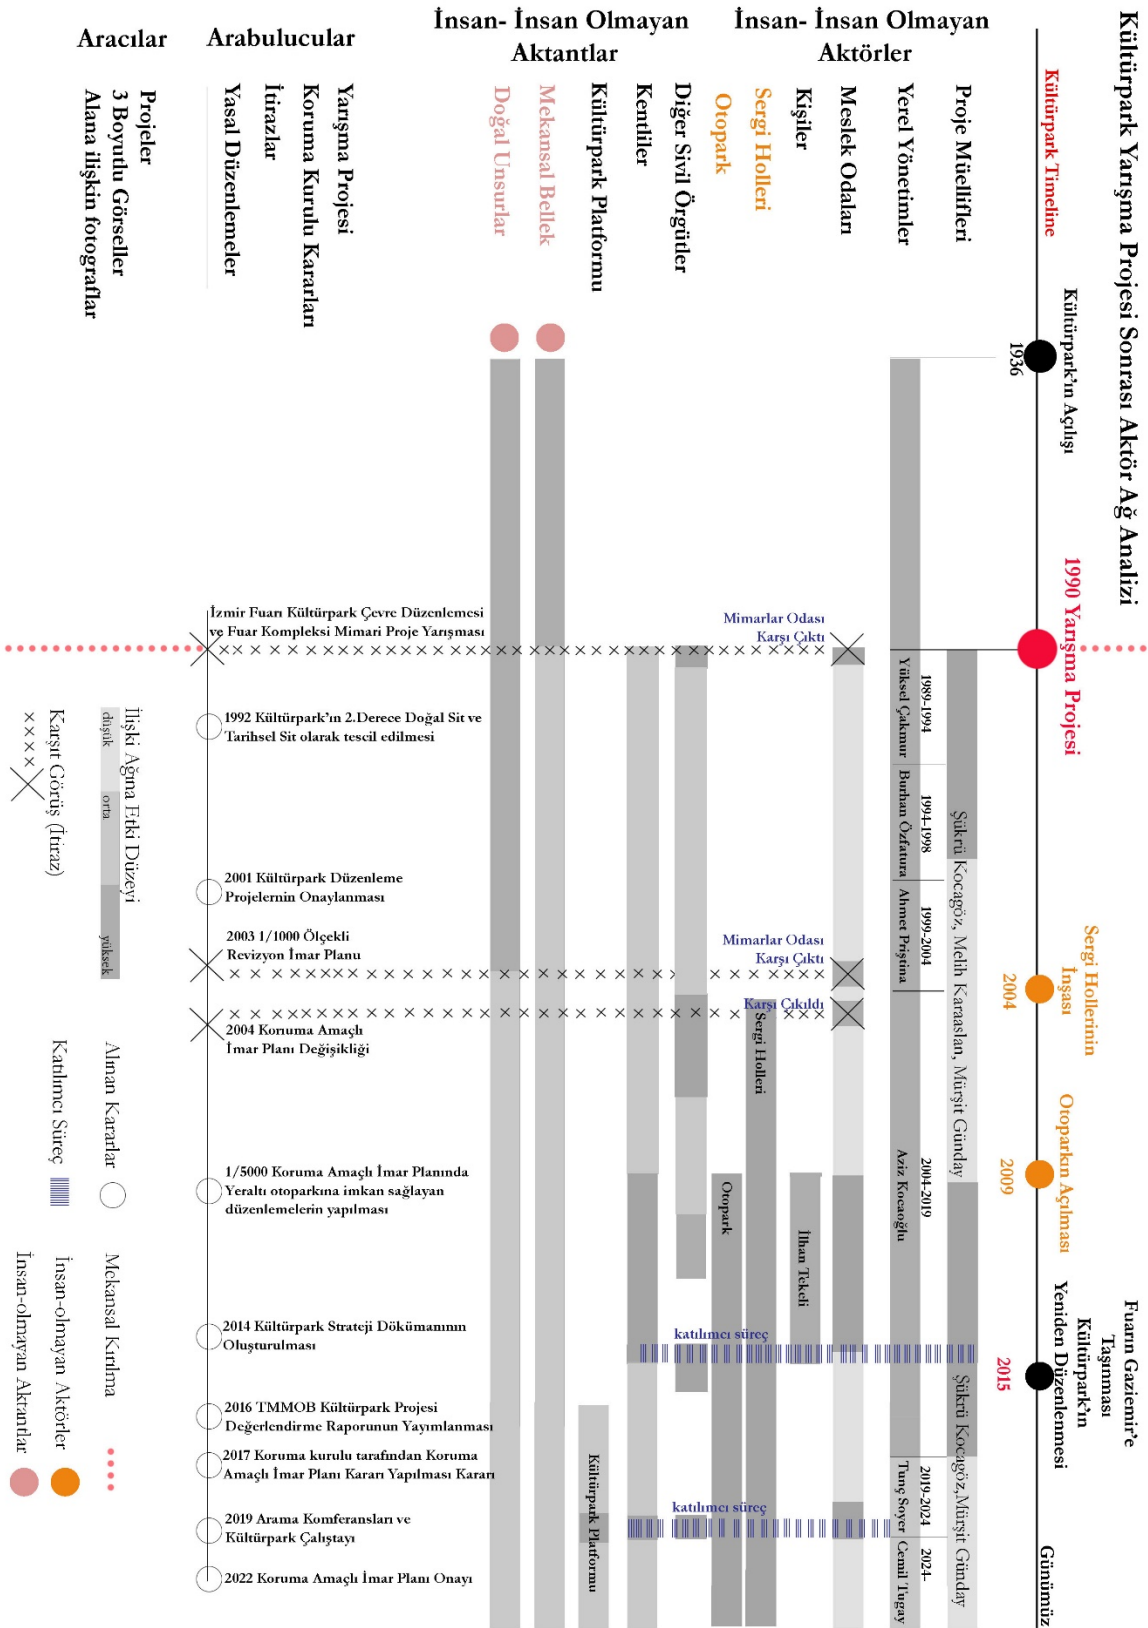 Kültürpark Yarışma Projesi Sonrası Aktör Ağ Analizi
Kültürpark Timeline
Kültürpark'ın Açılışı
1936
1990 Yarışma Projesi
Sergi Hollerinin
İnşası
2004
Otoparkın Açılması
2009
Fuarın Gaziemir'e
Taşınması
Kültürpark'ın
Yeniden Düzenlenmesi
2015
Günümüz
İnsan- İnsan Olmayan
Aktörler
Proje Müellifleri
Şükrü Kocagöz, Melih Karaaslan, Mürşit Günday
Şükrü Kocagöz,Mürşit Günday
Yerel Yönetimler
1989-1994
Yüksel Çakmur
1994-1998
Burhan Özfatura
1999-2004
Ahmet Priştina
2004-2019
Aziz Kocaoğlu
2019-2024
Tunç Soyer
2024-
Cemil Tugay
Meslek Odaları
Mimarlar Odası
Karşı Çıktı
Mimarlar Odası
Karşı Çıktı
Karşı Çıkıldı
Kişiler
İlhan Tekeli
Sergi Holleri
Sergi Holleri
Otopark
Otopark
katılımcı süreç
katılımcı süreç
İnsan- İnsan Olmayan
Aktantlar
Diğer Sivil Örgütler
Kentliler
Kültürpark Platformu
Kültürpark Platformu
Mekansal Bellek
Doğal Unsurlar
Arabulucular
Yarışma Projesi
Koruma Kurulu Kararları
İtirazlar
Yasal Düzenlemeler
İzmir Fuarı Kültürpark Çevre Düzenlemesi
ve Fuar Kompleksi Mimari Proje Yarışması
1992 Kültürpark'ın 2.Derece Doğal Sit ve
Tarihsel Sit olarak tescil edilmesi
2001 Kültürpark Düzenleme
Projelernin Onaylanması
2003 1/1000 Ölçekli
Revizyon İmar Planu
2004 Koruma Amaçlı
İmar Planı Değişikliği
1/5000 Koruma Amaçlı İmar Planında
Yeraltı otoparkına imkan sağlayan
düzenlemelerin yapılması
2014 Kültürpark Strateji Dökümanının
Oluşturulması
2016 TMMOB Kültürpark Projesi
Değerlendirme Raporunun Yayımlanması
2017 Koruma kurulu tarafından Koruma
Amaçlı İmar Planı Kararı Yapılması Kararı
2019 Arama Komferansları ve
Kültürpark Çalıştayı
2022 Koruma Amaçlı İmar Planı Onayı
Aracılar
Projeler
3 Boyutlu Görseller
Alana ilişkin fotograflar
İlişki Ağına Etki Düzeyi
düşük
orta
yüksek
Karşıt Görüş (İtiraz)
Alınan Kararlar
Katılımcı Süreç
Mekansal Kırılma
İnsan-olmayan Aktörler
İnsan-olmayan Aktantlar